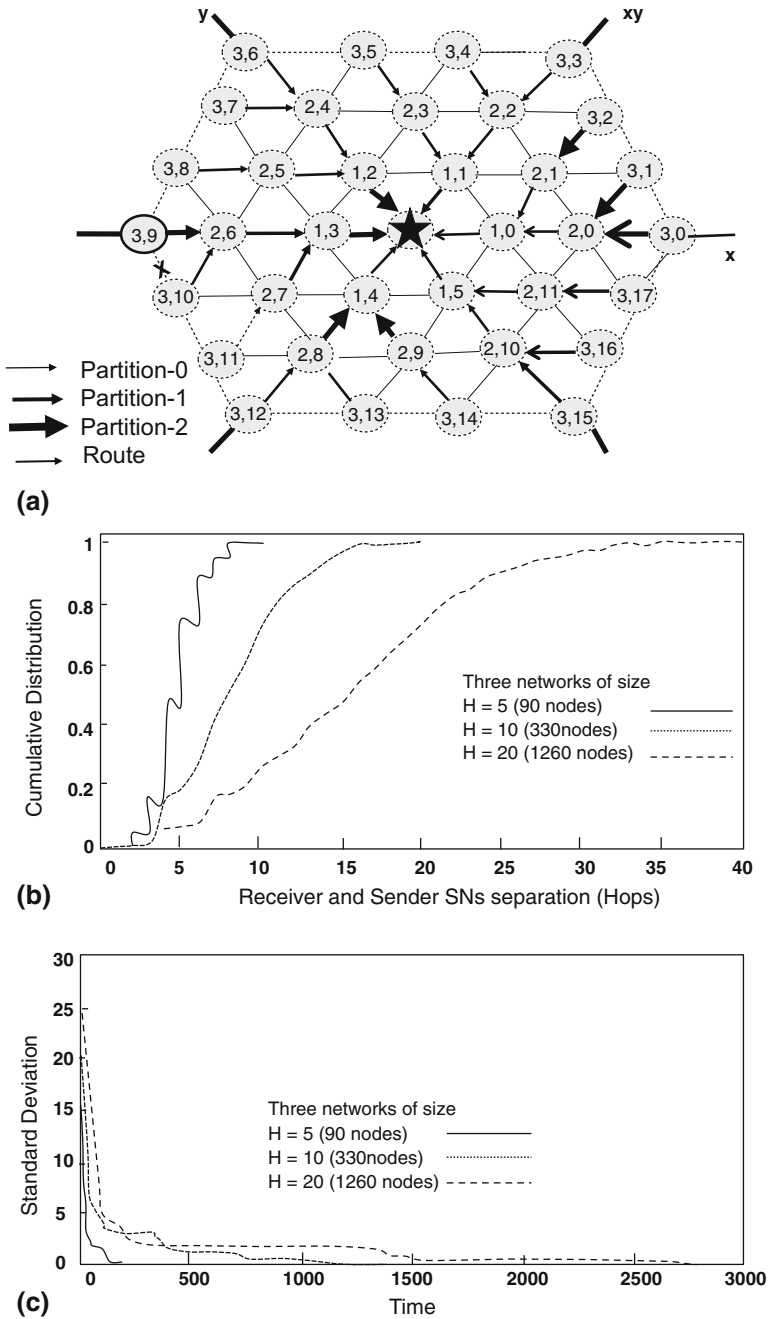 y
xy
3,6
3,5
3,4
3,3
3,7
2,4
2,3
2,2
3,2
3,8
2,5
1,2
1,1
2,1
3,1
3,9
2,6
1,3
1,0
2,0
3,0
x
x
3,10
2,7
1,4
1,5
2,11
3,17
3,11
2,8
2,9
2,10
3,16
3,12
3,13
3,14
3,15
Partition-0
Partition-1
Partition-2
Route
(a)
1
0.8
0.6
0.4
0.2
0
Cumulative Distribution
Three networks of size
H = 5 (90 nodes)
H = 10 (330nodes)
H = 20 (1260 nodes)
0 5 10 15 20 25 30 35 40
Receiver and Sender SNs separation (Hops)
(b)
30
25
20
15
10
5
0
Standard Deviation
Three networks of size
H = 5 (90 nodes)
H = 10 (330nodes)
H = 20 (1260 nodes)
0 500 1000 1500 2000 2500 3000
Time
(c)